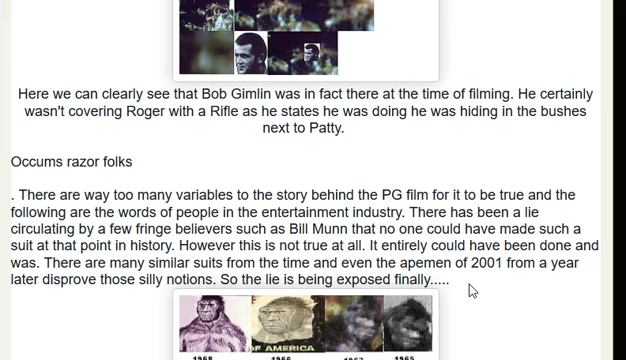 Here we can clearly see that Bob Gimlin was in fact there at the time of filming. He certainly
wasn't covering Roger with a Rifle as he states he was doing he was hiding in the bushes
next to Patty.
Occums razor folks
. There are way too many variables to the story behind the PG film for it to be true and the
following are the words of people in the entertainment industry. There has been a lie
circulating by a few fringe believers such as Bill Munn that no one could have made such a
suit at that point in history. However this is not true at all. It entirely could have been done and
was. There are many similar suits from the time and even the apemen of 2001 from a year
later disprove those silly notions. So the lie is being exposed finally.....
OF AMERICA
1968 1966 1967 1965